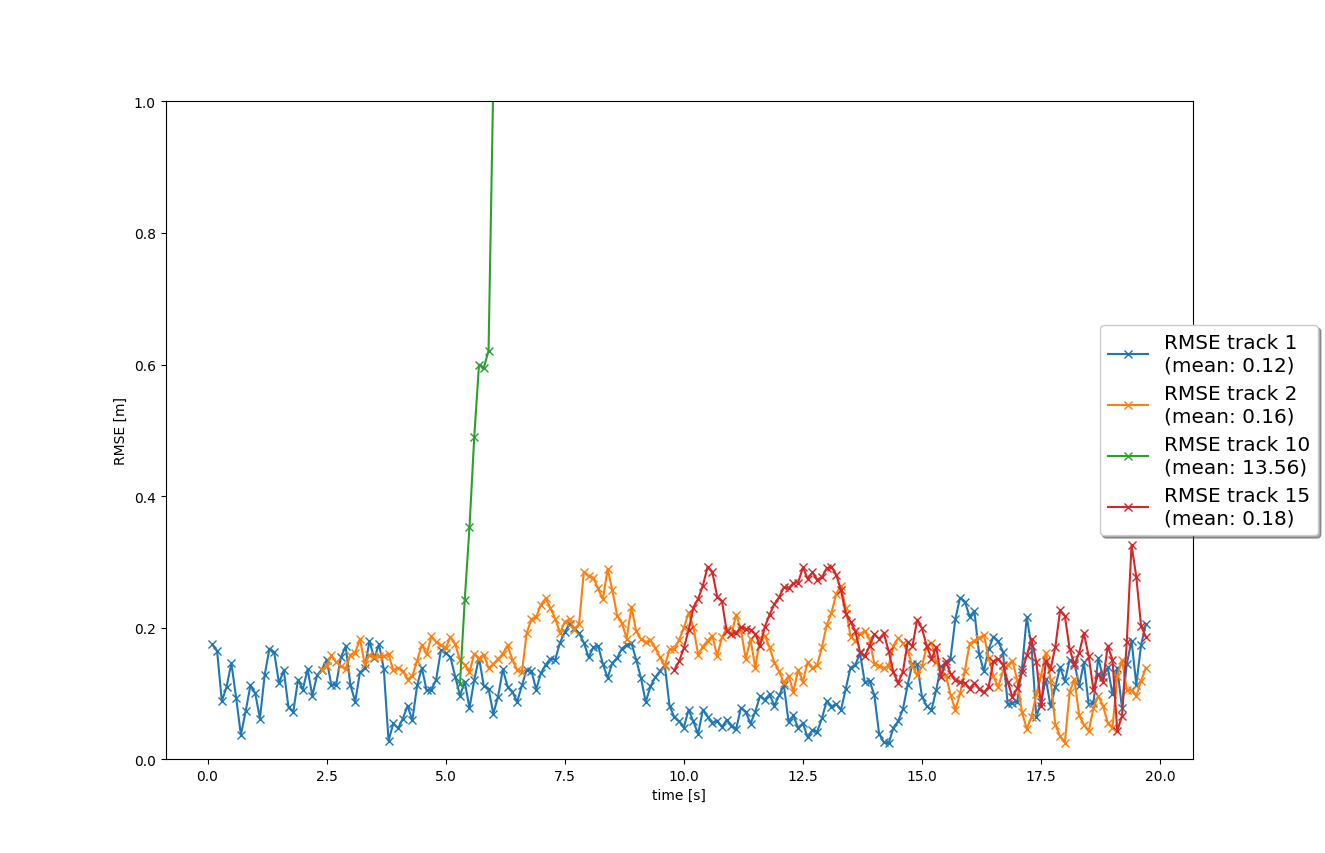 1.0
0.8
0.6
0.4
0.2
0.0
RMSE [m]
0.0 2.5 5.0 7.5 10.0 12.5 15.0 17.5 20.0
time [s]
RMSE track 1
(mean: 0.12)
RMSE track 2
(mean: 0.16)
RMSE track 10
(mean: 13.56)
RMSE track 15
(mean: 0.18)